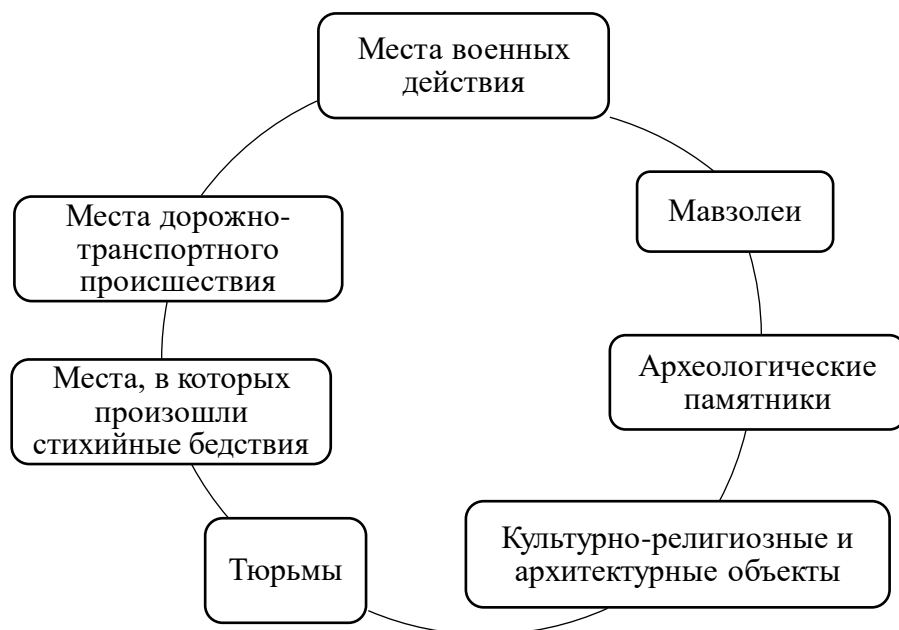 Места военных
действия
Мавзолеи
Места дорожно-
транспортного
происшествия
Археологические
памятники
Места, в которых
произошли
стихийные бедствия
Культурно-религиозные и
архитектурные объекты
Тюрьмы